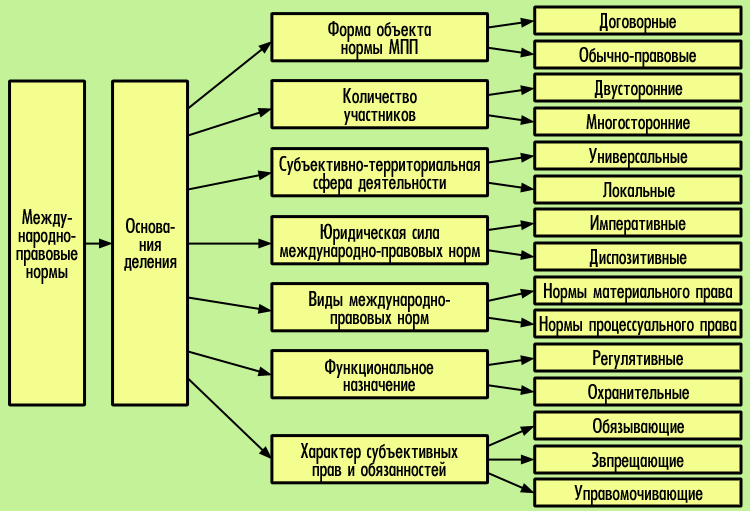 Между-
народно-
правовые
нормы
Основа-
ния
деления
Форма объекта
нормы МПП
Договорные
Обычно-правовые
Количество
участников
Двусторонние
Многосторонние
Субъективно-территориальная
сфера деятельности
Универсальные
Локальные
Юридическая сила
международно-правовых норм
Императивные
Диспозитивные
Виды международно-
правовых норм
Нормы материального права
Нормы процессуального права
Функциональное
назначение
Регулятивные
Охранительные
Характер субъективных
прав и обязанностей
Обязывающие
Звпрещающие
Управомочивающие